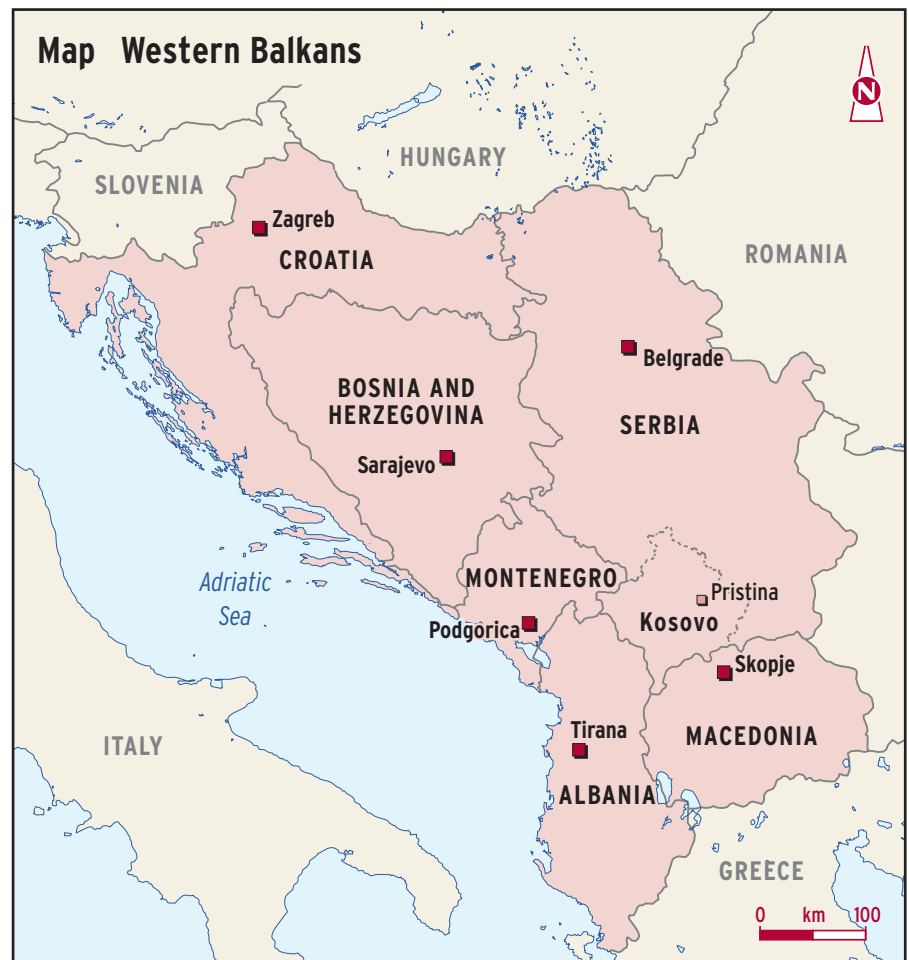 Map Western Balkans
N
HUNGARY
SLOVENIA
Zagreb
CROATIA
ROMANIA
Belgrade
BOSNIA AND
HERZEGOVINA
SERBIA
Sarajevo
Adriatic
Sea
MONTENEGRO
Pristina
Kosovo
Podgorica
Skopje
Tirana
MACEDONIA
ITALY
ALBANIA
GREECE
0 km 100